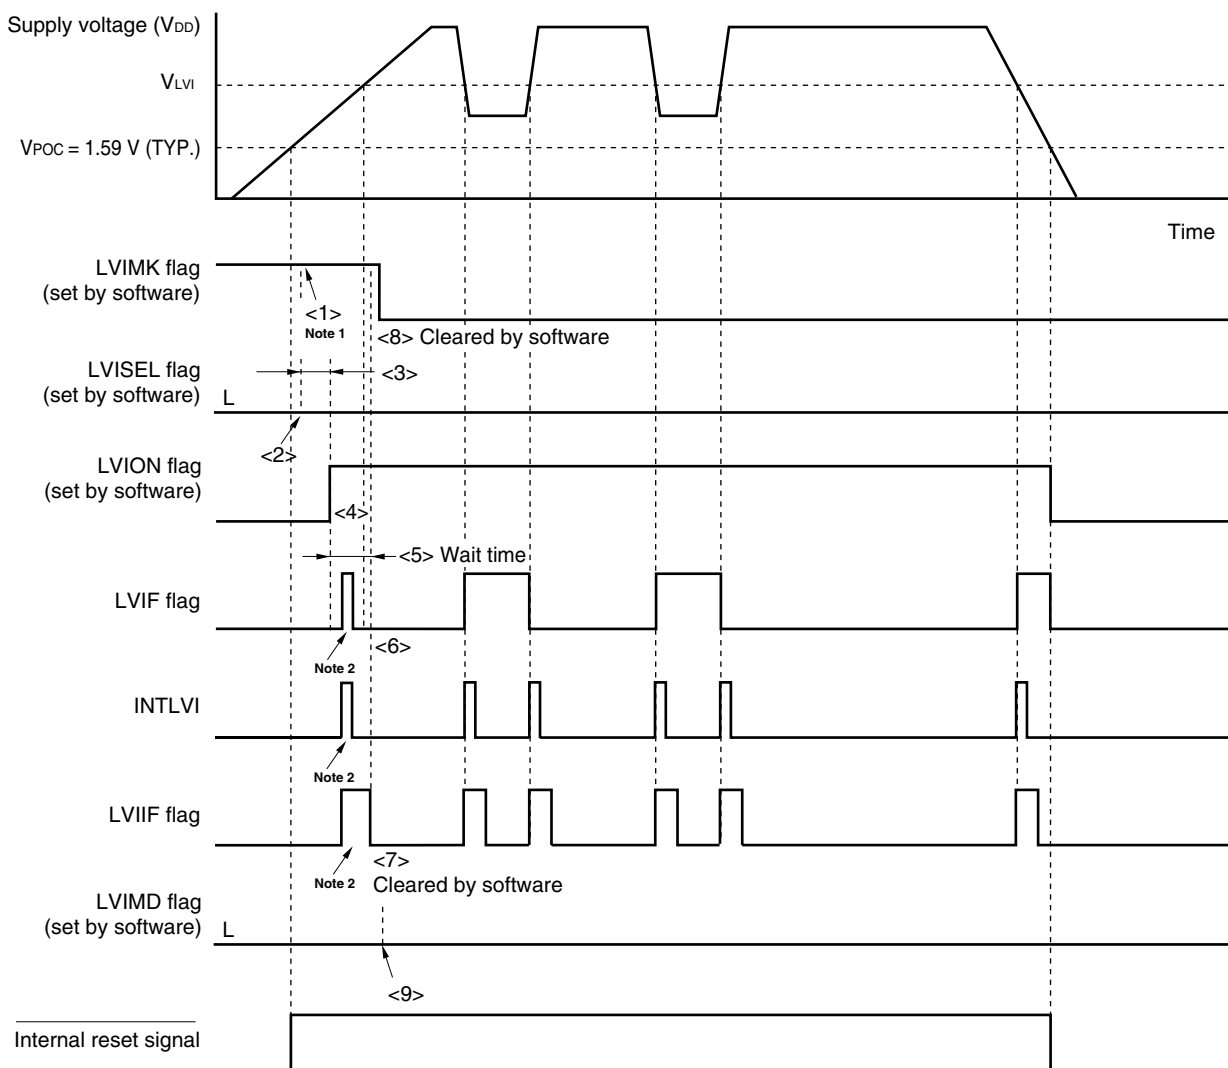 Supply voltage (VDD)
VLVI
VPOC = 1.59 V (TYP.)
Time
LVIMK flag
(set by software)
<1>
Note 1
<8> Cleared by software
LVISEL flag
(set by software)
L
<3>
<2>
LVION flag
(set by software)
<4>
<5> Wait time
LVIF flag
<6>
Note 2
INTLVI
Note 2
LVIIF flag
Note 2
<7>
Cleared by software
LVIMD flag
(set by software)
L
<9>
Internal reset signal